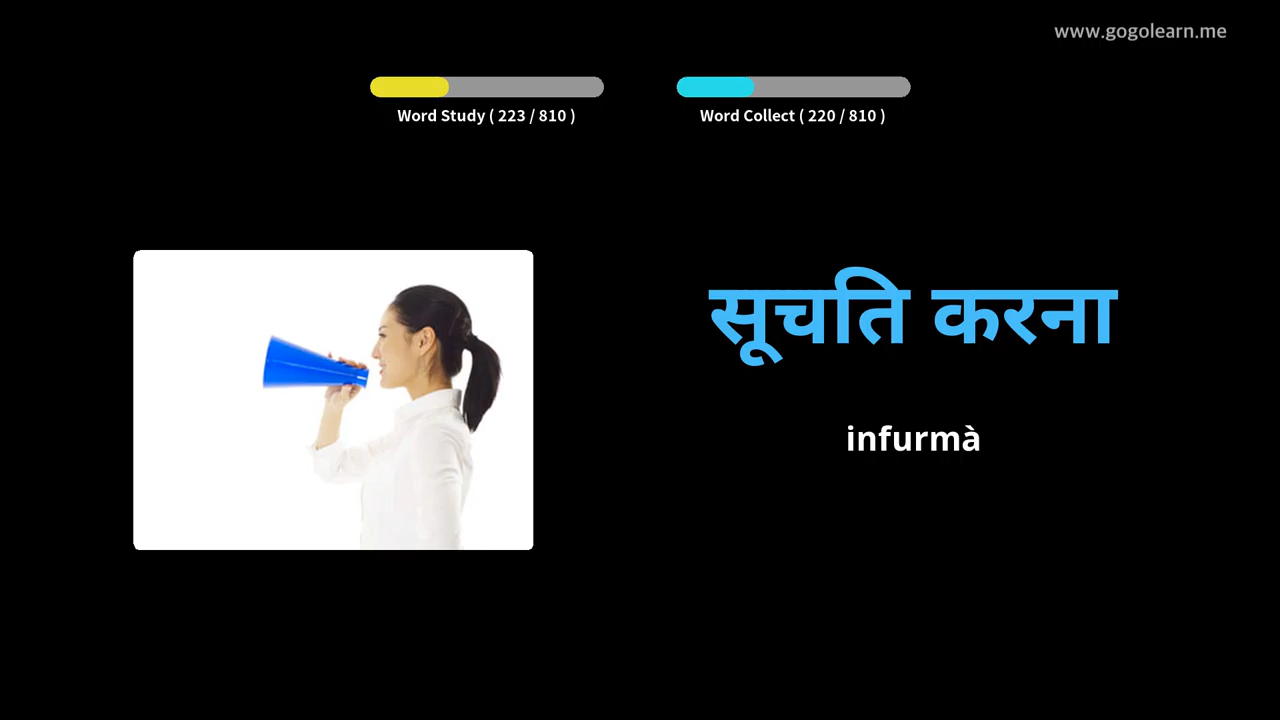 www.gogolearn.me
Word Study ( 223 / 810 )
Word Collect ( 220 / 810 )
सूचति करना
infurmà